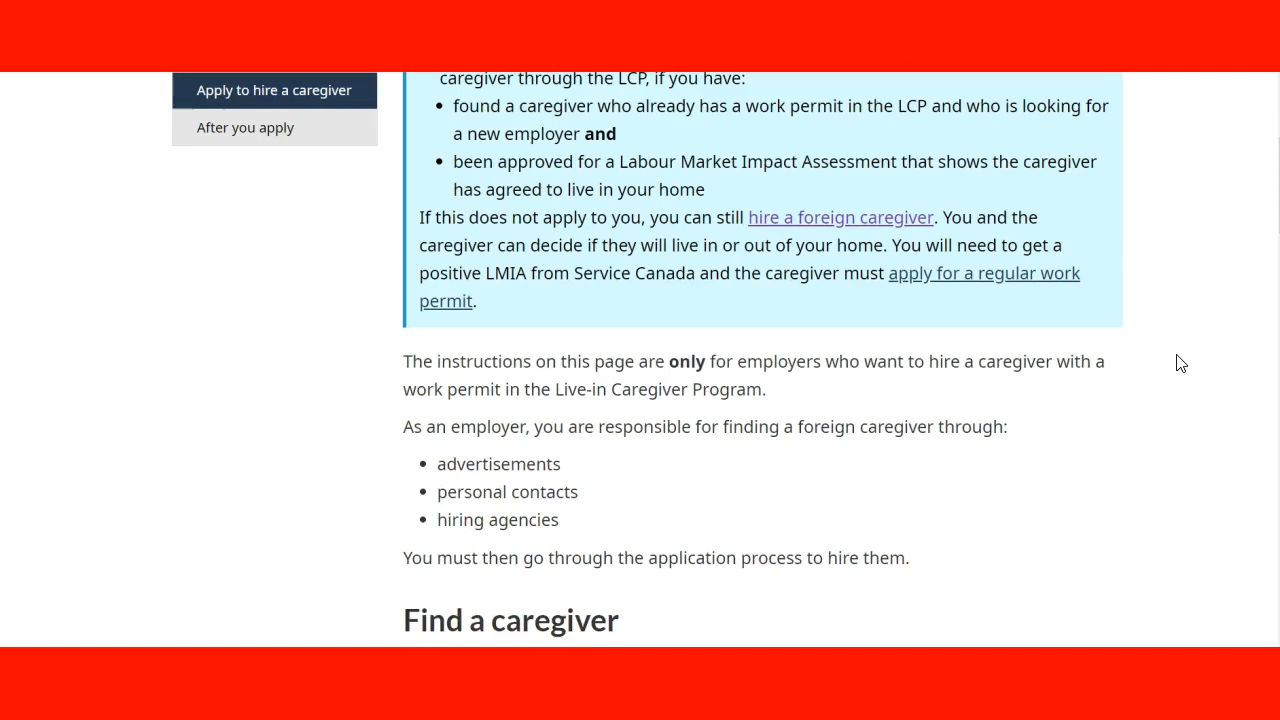 Apply to hire a caregiver
After you apply
caregiver through the LCP, if you have:
• found a caregiver who already has a work permit in the LCP and who is looking for
a new employer and
• been approved for a Labour Market Impact Assessment that shows the caregiver
has agreed to live in your home
If this does not apply to you, you can still hire a foreign caregiver. You and the
caregiver can decide if they will live in or out of your home. You will need to get a
positive LMIA from Service Canada and the caregiver must apply for a regular work
permit.
The instructions on this page are only for employers who want to hire a caregiver with a
work permit in the Live-in Caregiver Program.
As an employer, you are responsible for finding a foreign caregiver through:
• advertisements
• personal contacts
• hiring agencies
You must then go through the application process to hire them.
Find a caregiver